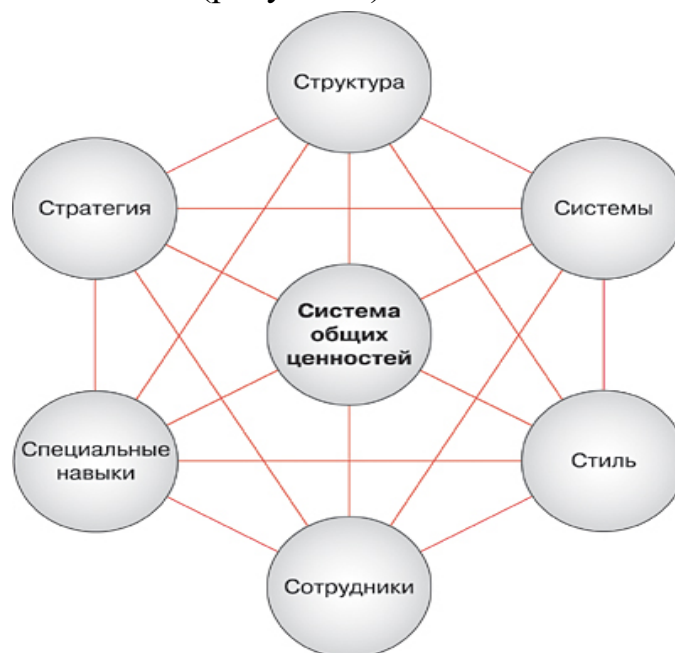 Структура
Стратегия
Системы
Система
общих
ценностей
Специальные
навыки
Стиль
Сотрудники